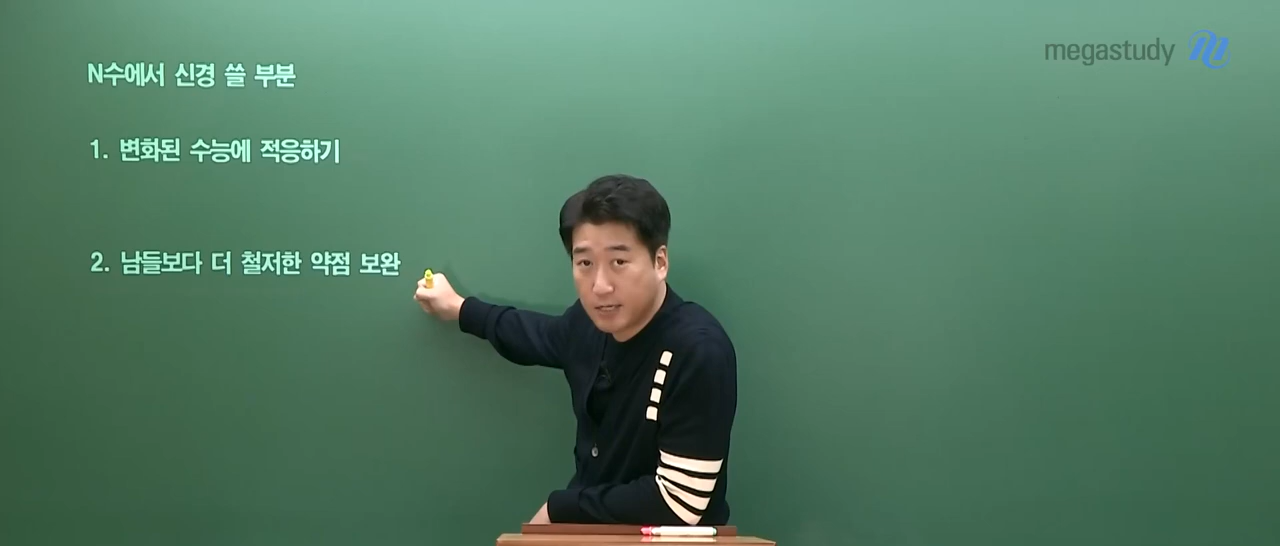 N수에서 신경 쓸 부분
megastudy
1. 변화된 수능에 적응하기
2. 남들보다 더 철저한 약점 보완